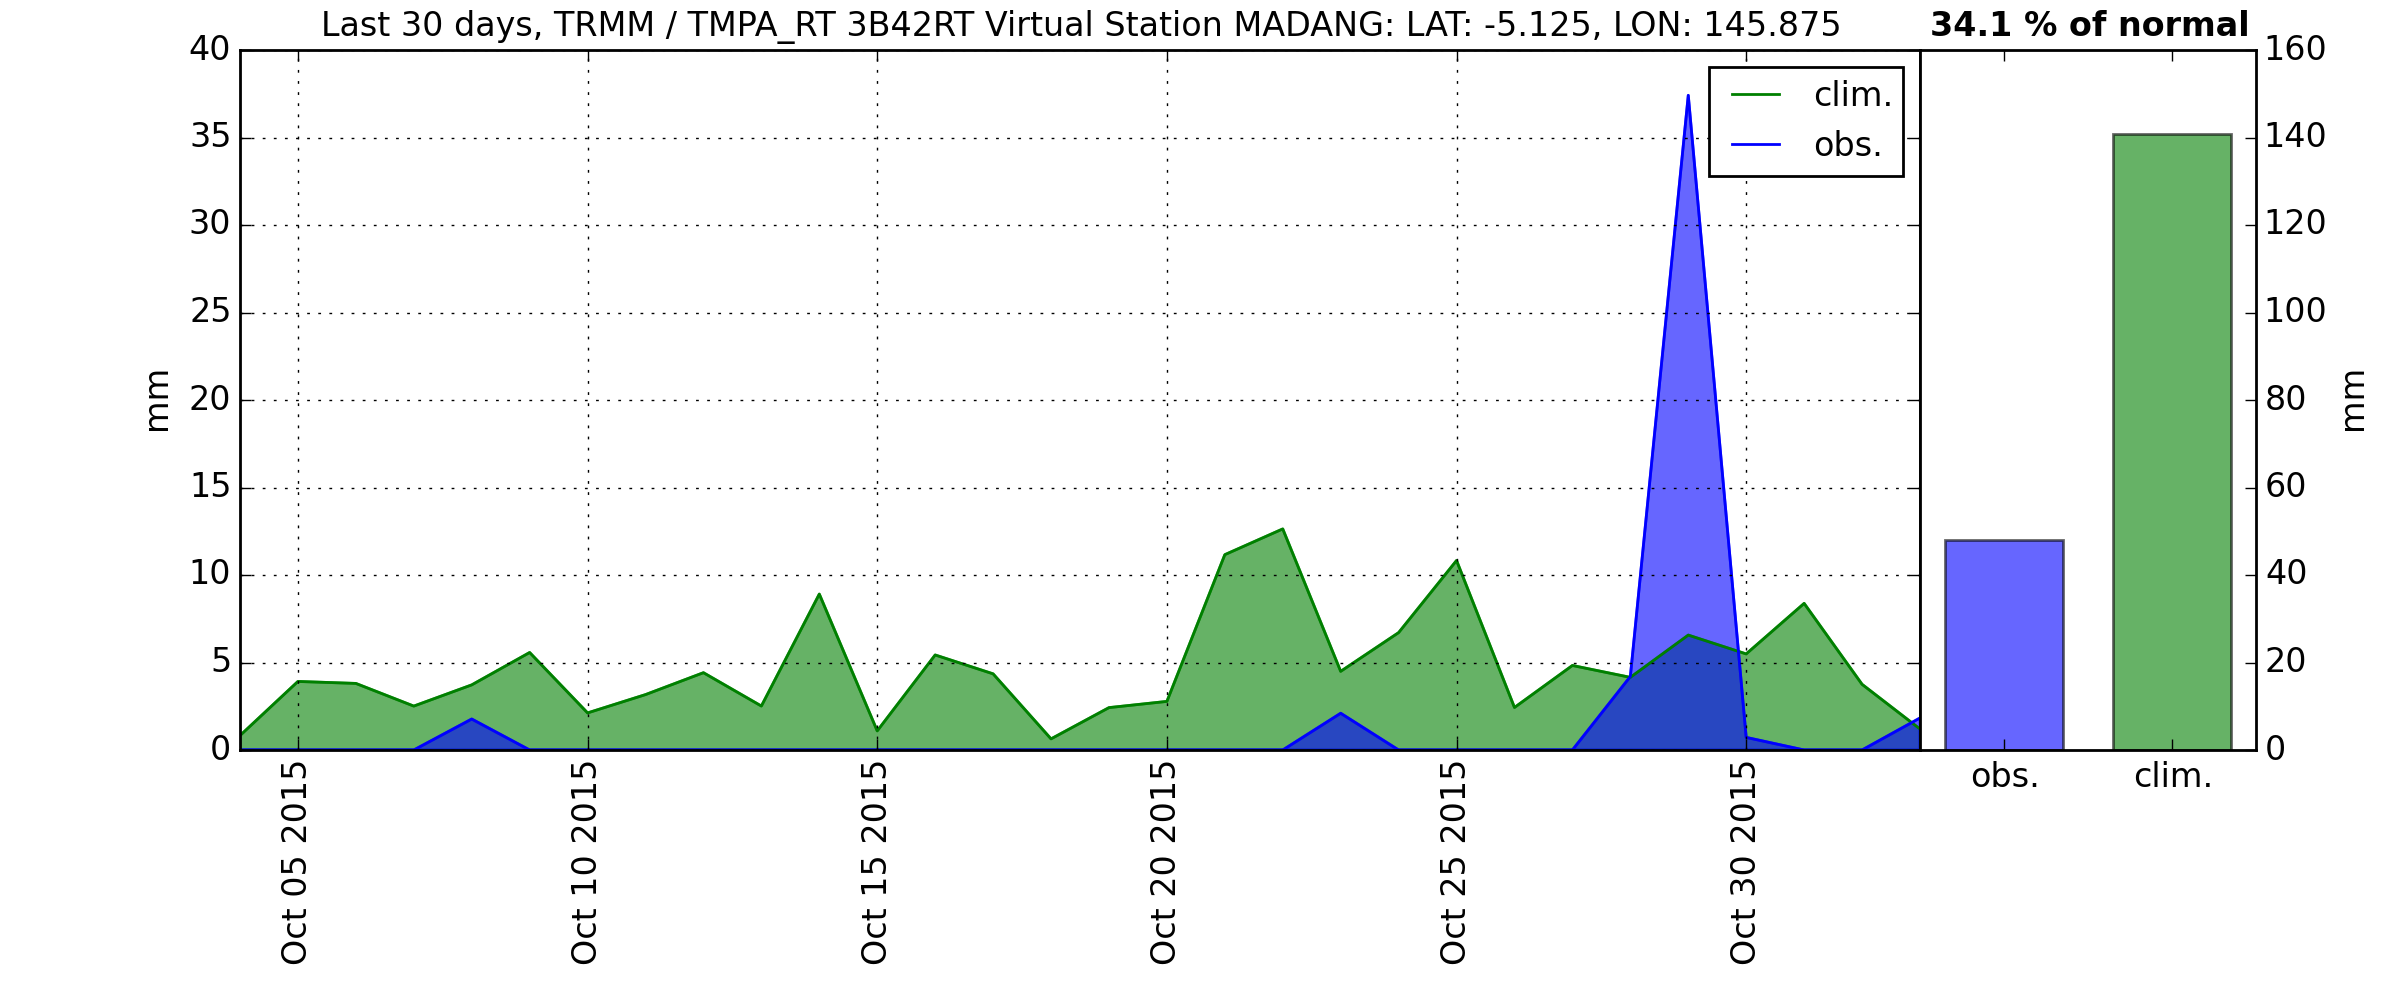 Last 30 days, TRMM / TMPA_RT 3B42RT Virtual Station MADANG: LAT: -5.125, LON: 145.875
34.1 % of normal
40
35
30
25
20
15
10
5
0
mm
clim.
obs.
Oct 05 2015
Oct 10 2015
Oct 15 2015
Oct 20 2015
Oct 25 2015
Oct 30 2015
obs.
clim.
160
140
120
100
80
60
40
20
0
mm